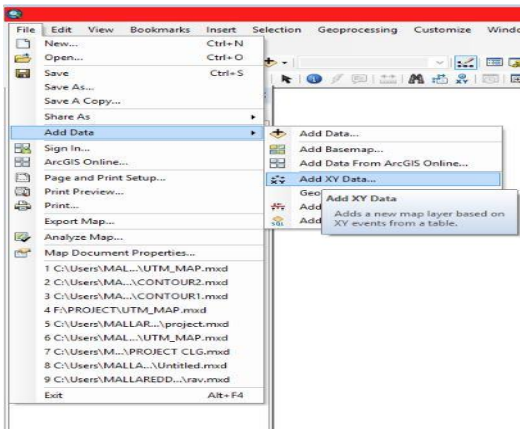 File Edit View Bookmarks Insert Selection Geoprocessing Customize Windo
New... Ctrl+N
Open... Ctrl+O
Save Ctrl+S
Save As...
Save A Copy...
Share As
Add Data
Add Data...
Sign In...
Add Basemap...
ArcGIS Online...
Add Data From ArcGIS Online...
Page and Print Setup...
Add XY Data...
Print Preview...
Geo
Add XY Data
Print...
Add
Adds a new map layer based on
Export Map...
Add
XY events from a table.
Analyze Map...
Map Document Properties...
1 C:\Users\MAL...\UTM_MAP.mxd
2 C:\Users\MA...\CONTOUR2.mxd
3 C:\Users\MA...\CONTOUR1.mxd
4 F:\PROJECT\UTM_MAP.mxd
5 C:\Users\MALLAR...\project.mxd
6 C:\Users\MAL...\UTM_MAP.mxd
7 C:\Users\M...\PROJECT CLG.mxd
8 C:\Users\MALLA...\Untitled.mxd
9 C:\Users\MALLAREDD...\rav.mxd
Exit Alt+F4